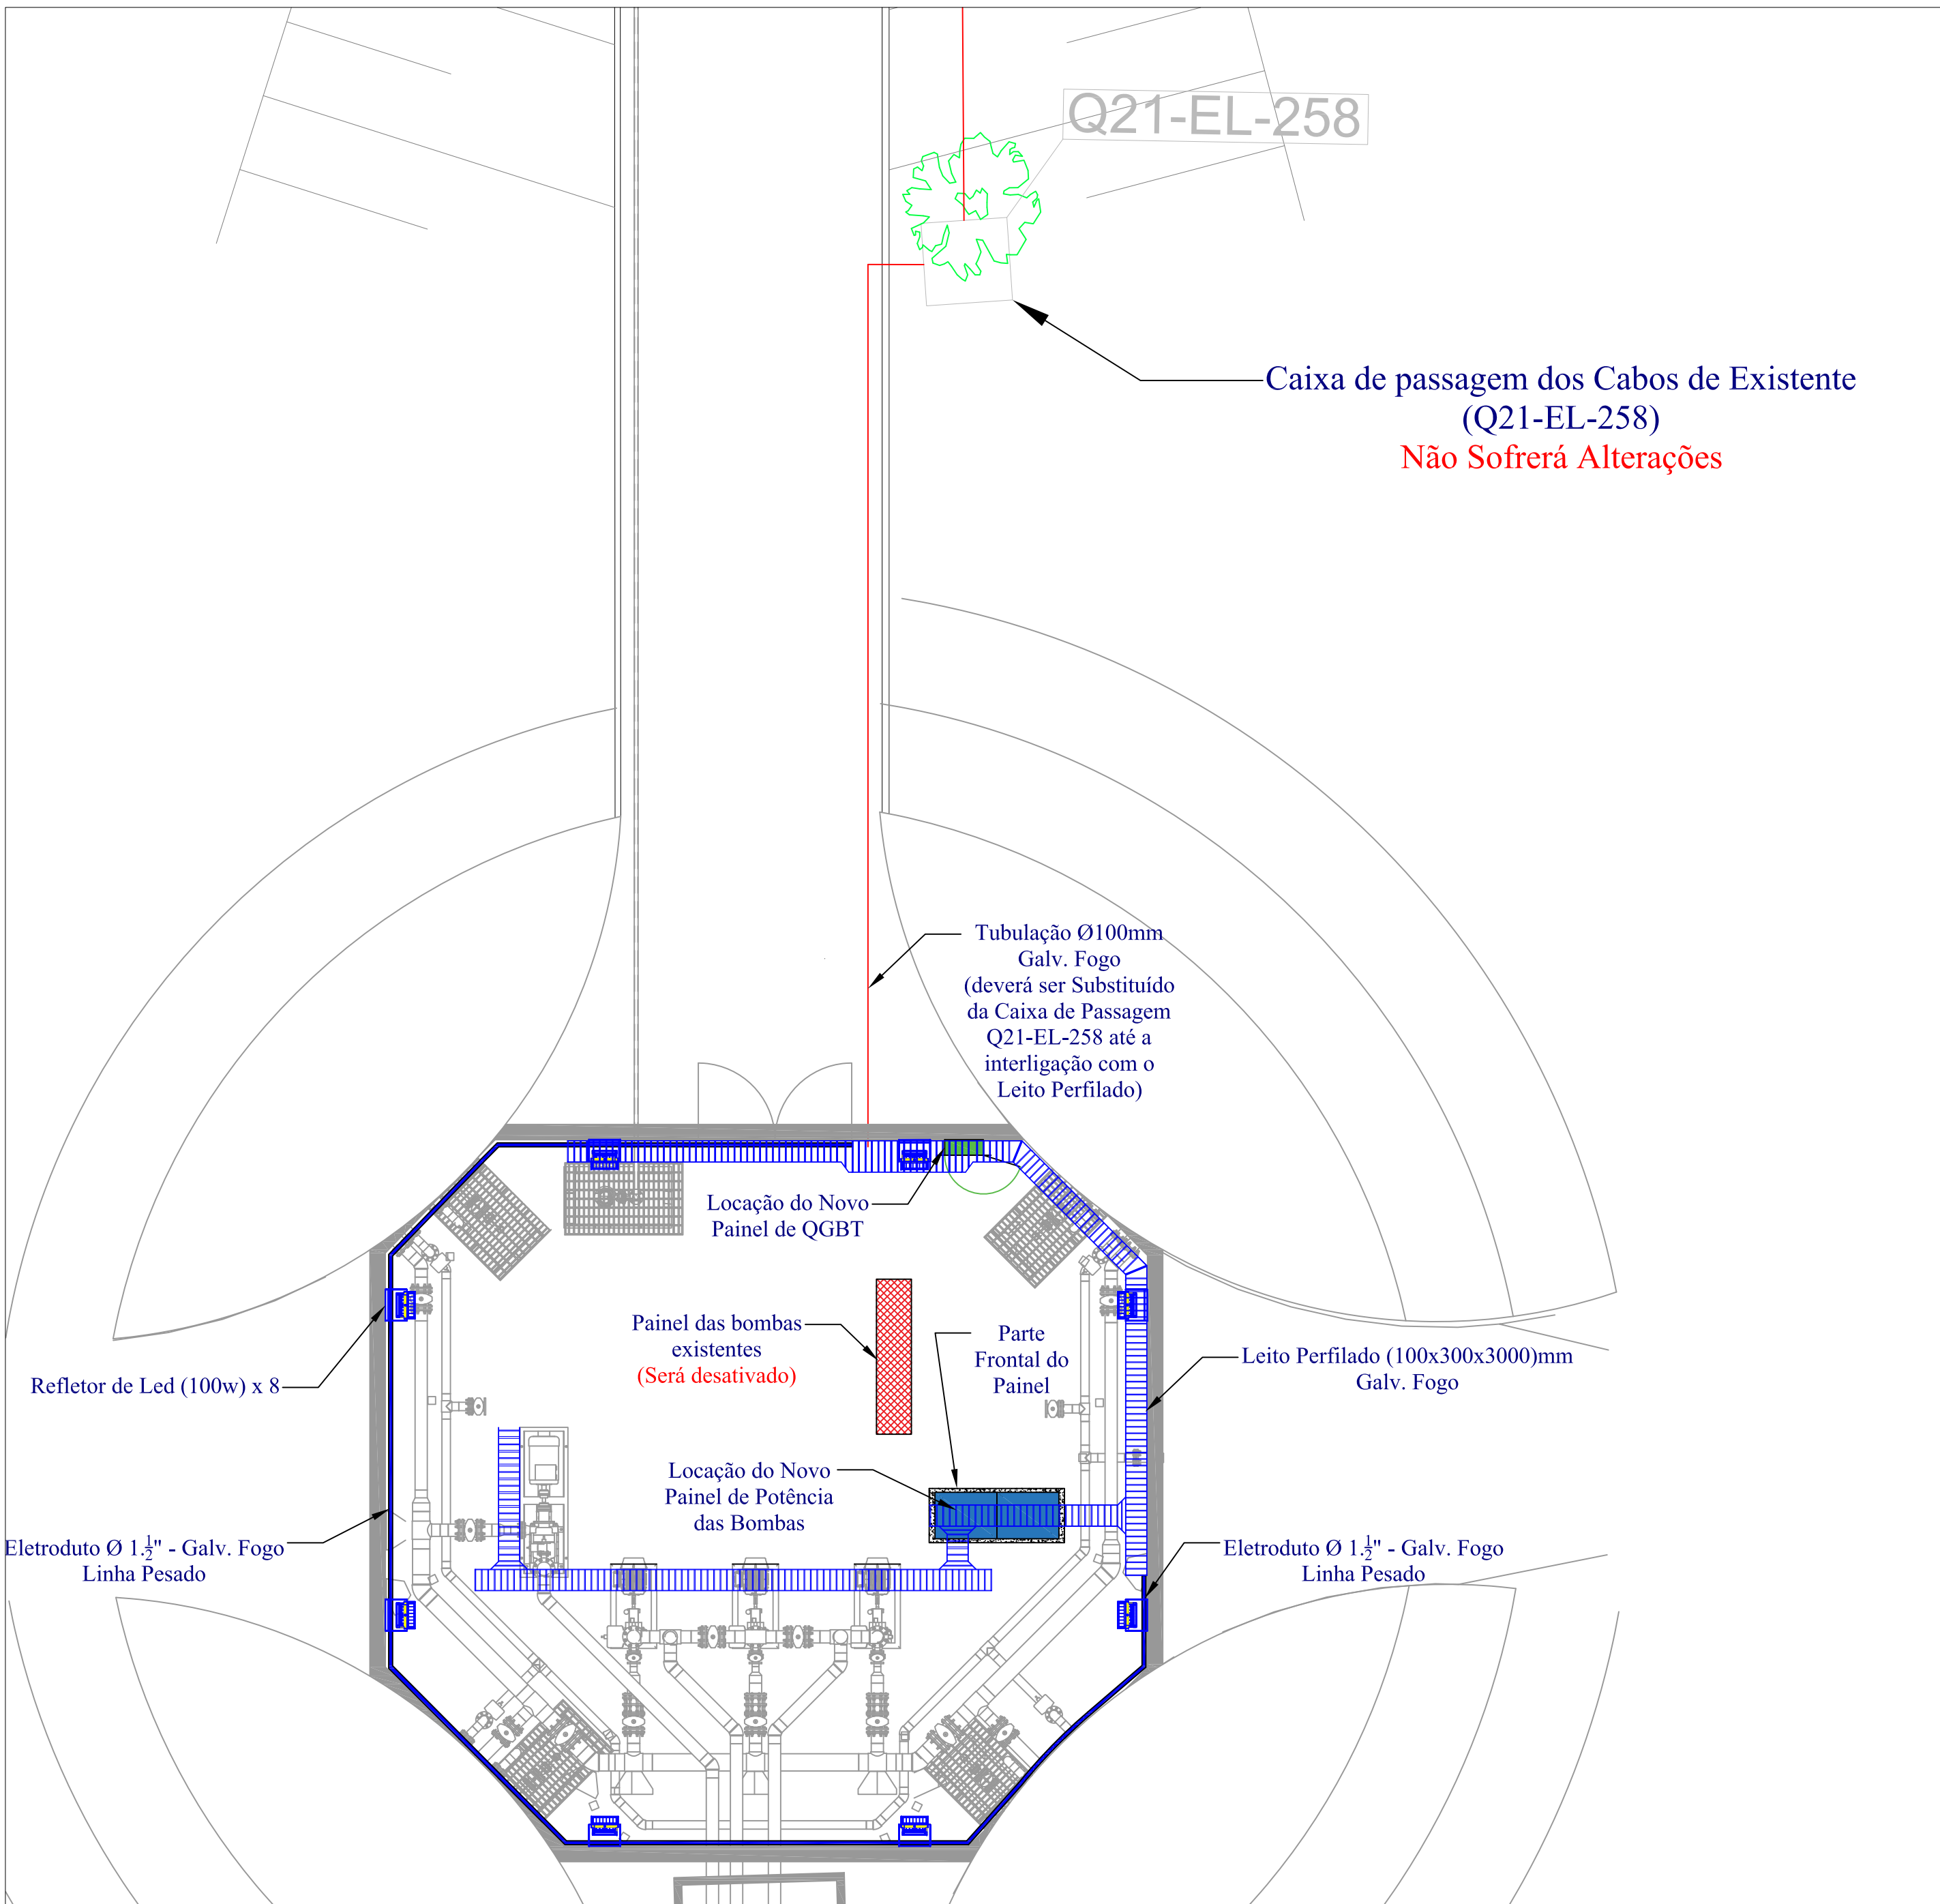 Q21-EL-258
Caixa de passagem dos Cabos de Existente
(Q21-EL-258)
Não Sofrerá Alterações
Tubulação Ø100mm
Galv. Fogo
(deverá ser Substituído
da Caixa de Passagem
Q21-EL-258 até a
interligação com o
Leito Perfilado)
Locação do Novo
Painel de QGBT
Painel das bombas
existentes
(Será desativado)
Parte
Frontal do
Painel
Leito Perfilado (100x300x3000)mm
Galv. Fogo
Refletor de Led (100w) x 8
Locação do Novo
Painel de Potência
das Bombas
Eletroduto Ø 1.½" - Galv. Fogo
Linha Pesado
Eletroduto Ø 1.½" - Galv. Fogo
Linha Pesado